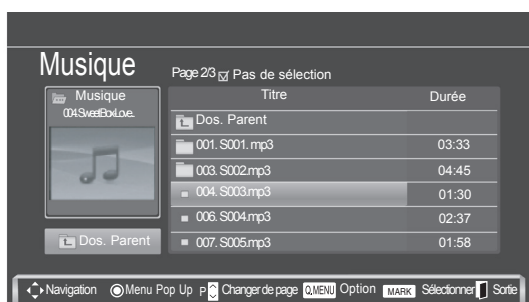 Musique
Page 2/3 Pas de sélection
Musique
004.SweetBoxLove..
Titre Durée
Dos. Parent
001. S001. mp3 03:33
003. S002.mp3 04:45
004. S003.mp3 01:30
006. S004.mp3 02:37
007. S005.mp3 01:58
Dos. Parent
Navigation Menu Pop Up P Changer de page Q.MENU Option MARK Sélectionner Sortie